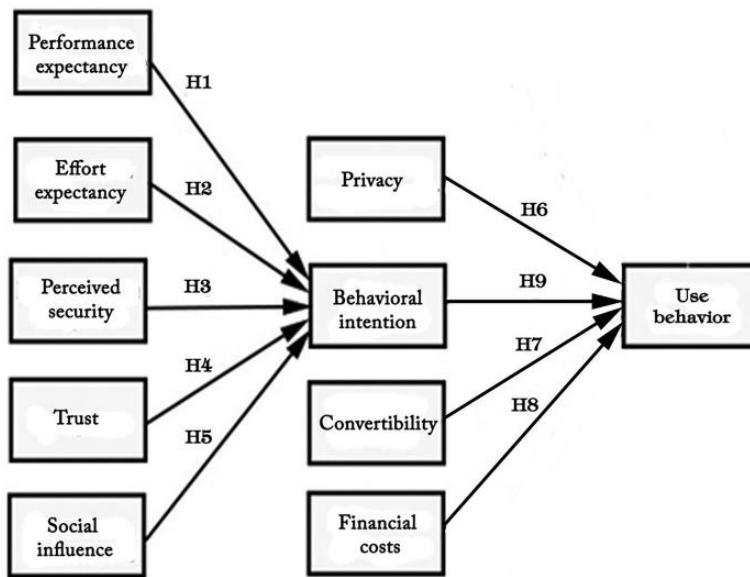 Performance
expectancy
H1
Effort
expectancy
H2
Privacy
H6
Perceived
security
H3
Behavioral
intention
H9
Use
behavior
Trust
H4
H7
Convertibility
H8
H5
Social
influence
Financial
costs